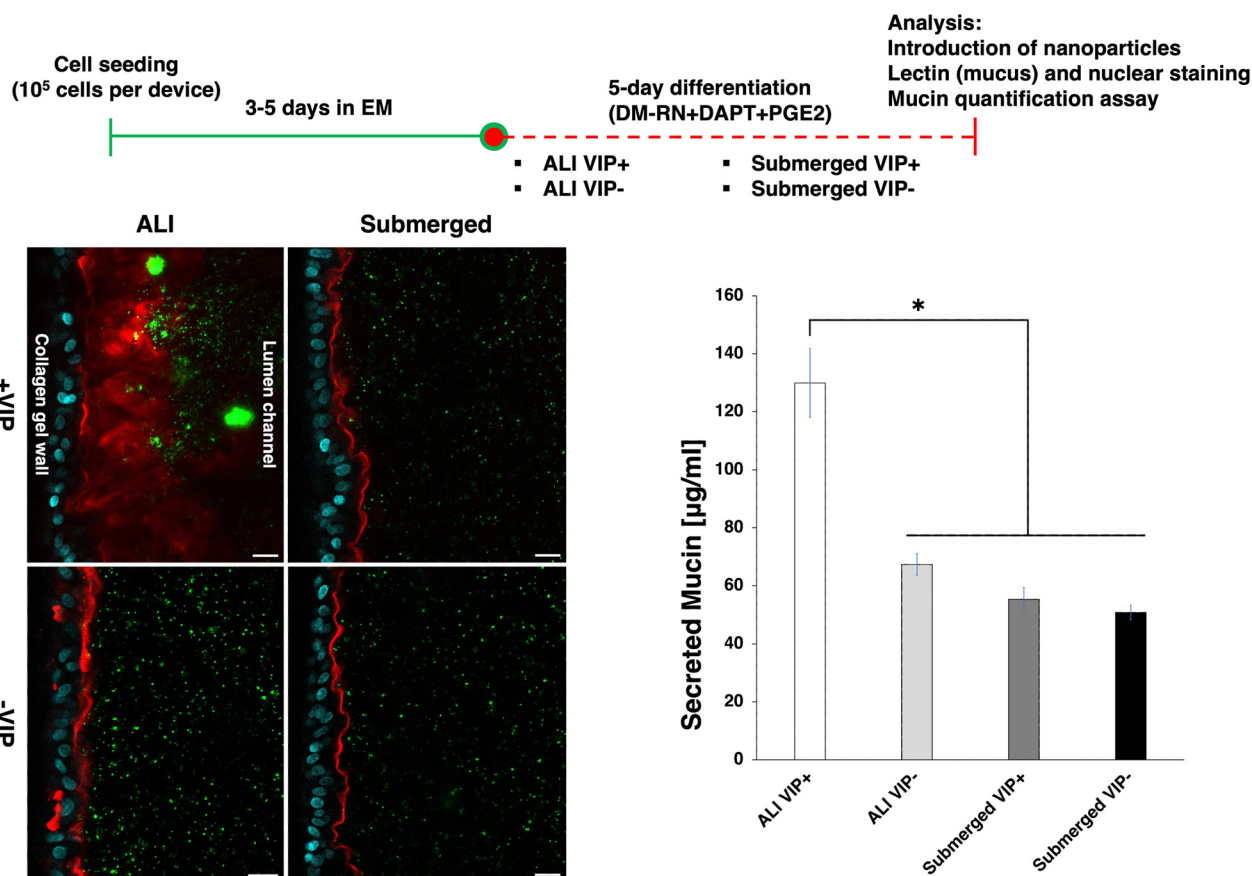 Analysis:
Introduction of nanoparticles
Lectin (mucus) and nuclear staining
Mucin quantification assay
Cell seeding
(10⁵ cells per device)
3-5 days in EM
5-day differentiation
(DM-RN+DAPT+PGE2)
▪ ALI VIP+
▪ ALI VIP-
▪ Submerged VIP+
▪ Submerged VIP-
ALI
Submerged
+VIP
Collagen gel wall
Lumen channel
-VIP
Secreted Mucin [µg/ml]
160
140
120
100
80
60
40
20
0
*
ALI VIP+
ALI VIP-
Submerged VIP+
Submerged VIP-